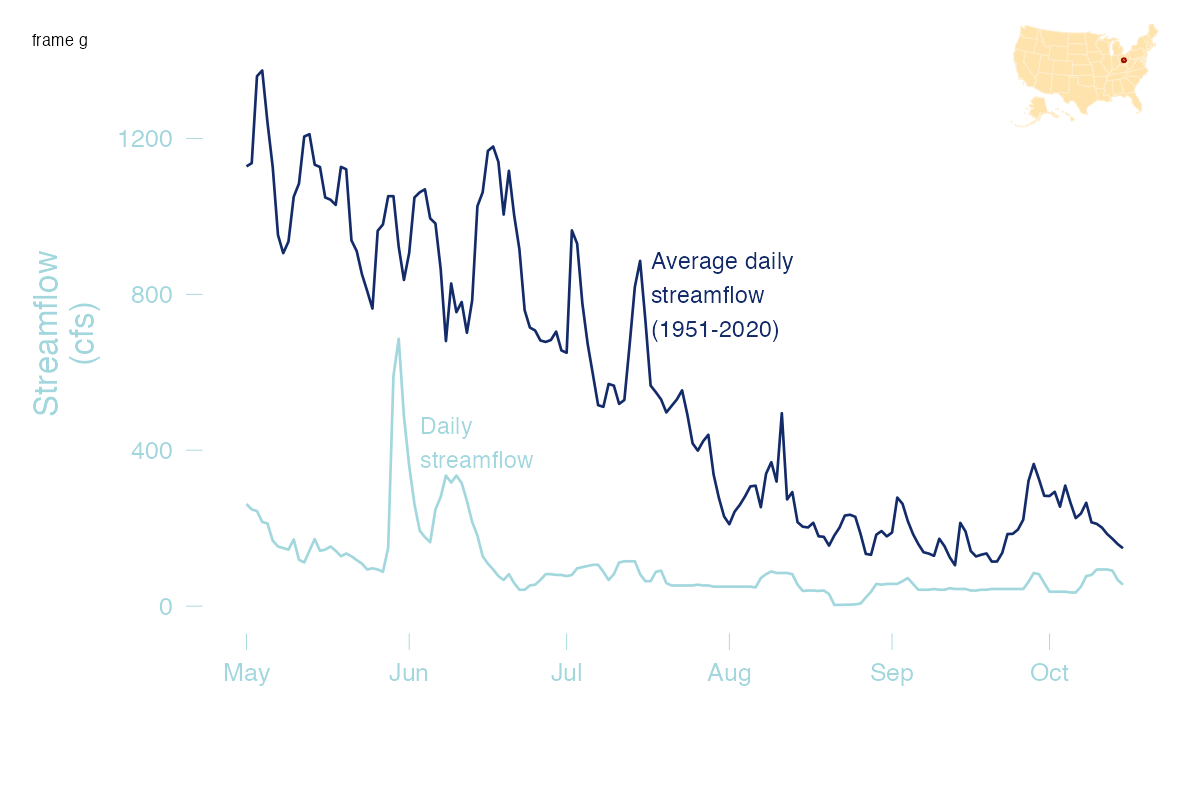 frame g
1200
800
400
0
Streamflow
(cfs)
Average daily
streamflow
(1951-2020)
Daily
streamflow
May Jun Jul Aug Sep Oct